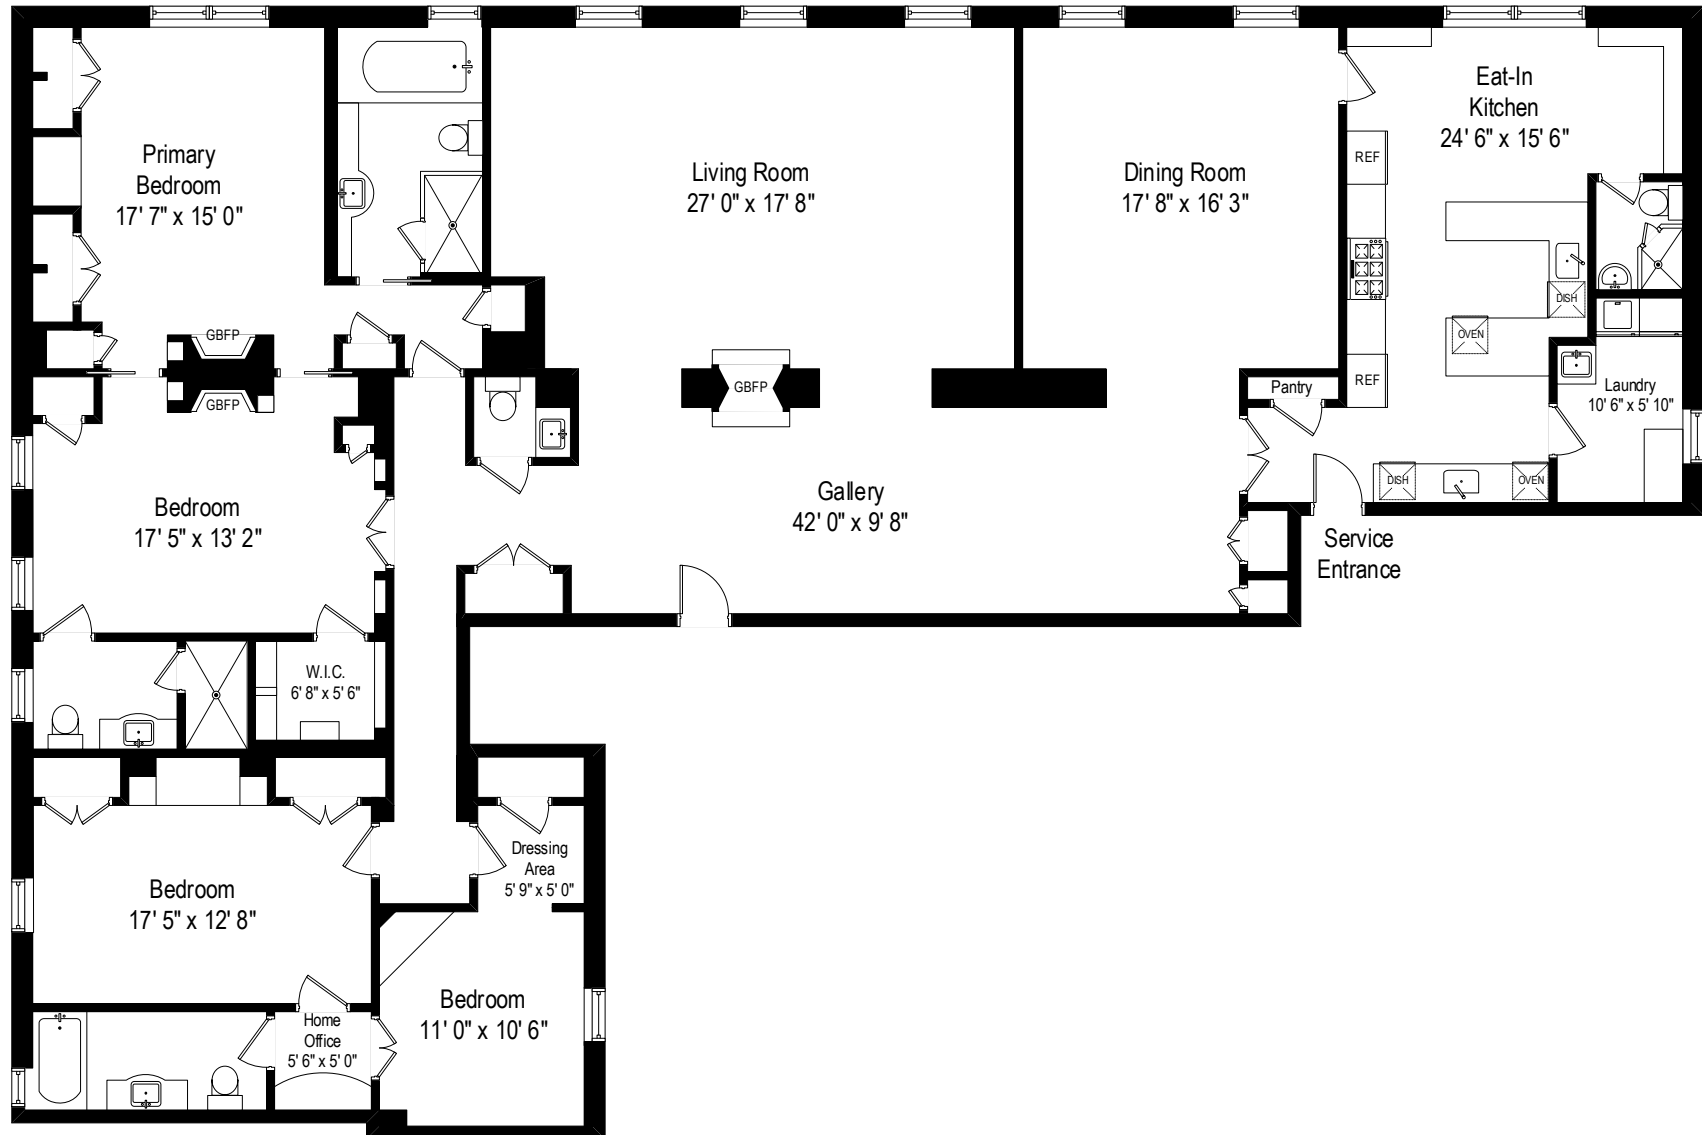 Primary
Bedroom
17' 7" x 15' 0"
Living Room
27' 0" x 17' 8"
Dining Room
17' 8" x 16' 3"
Eat-In
Kitchen
24' 6" x 15' 6"
REF
DISH
OVEN
REF
Laundry
10' 6" x 5' 10"
Pantry
GBFP
GBFP
GBFP
Bedroom
17' 5" x 13' 2"
Gallery
42' 0" x 9' 8"
DISH
OVEN
Service
Entrance
W.I.C.
6' 8" x 5' 6"
Bedroom
17' 5" x 12' 8"
Dressing
Area
5' 9" x 5' 0"
Bedroom
11' 0" x 10' 6"
Home
Office
5' 6" x 5' 0"